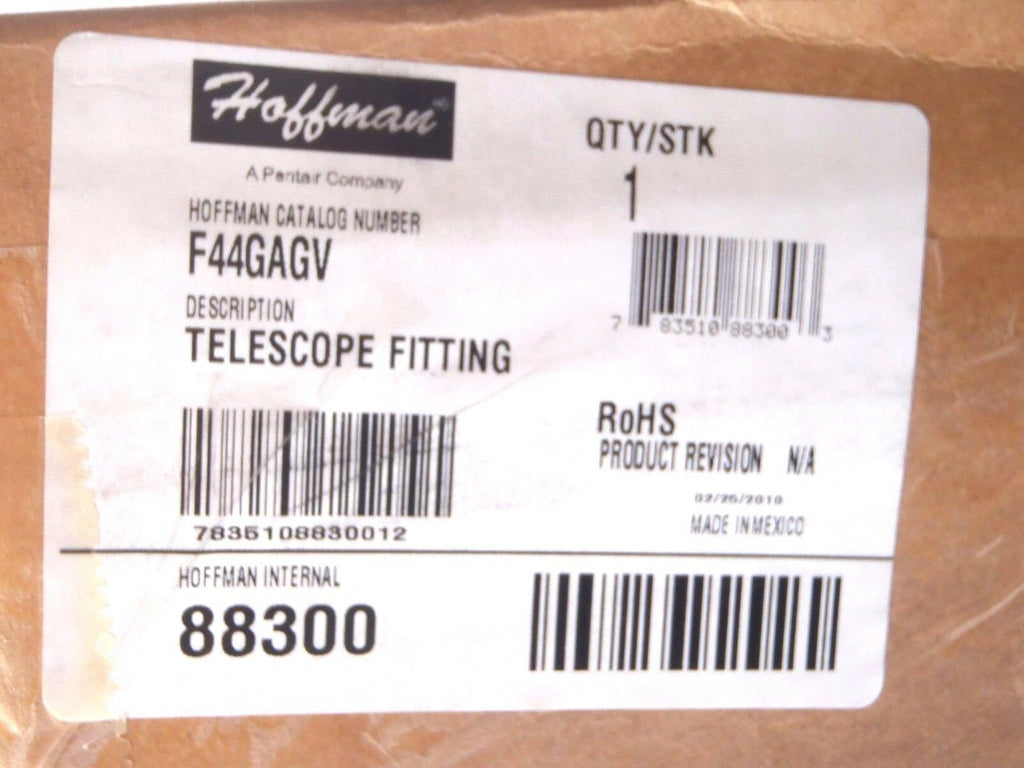 Hoffman®
A Pentair Company
QTY/STK
1
HOFFMAN CATALOG NUMBER
F44GAGV
7 83510 88300 3
DESCRIPTION
TELESCOPE FITTING
RoHS
PRODUCT REVISION N/A
7835108830012
02/26/2010
MADE IN MEXICO
HOFFMAN INTERNAL
88300